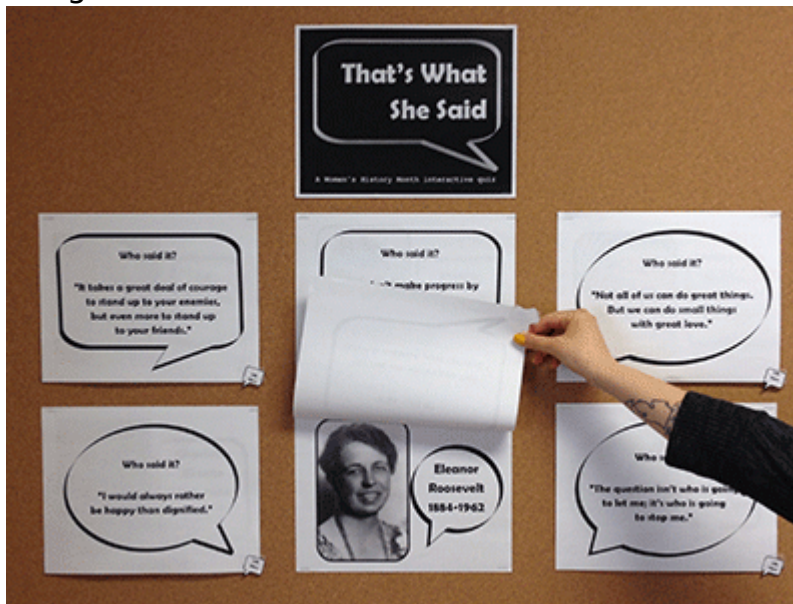 That's What
She Said
A Women's History Month interactive quiz
Who said it?
"It takes a great deal of courage
to stand up to your enemies,
but even more to stand up
to your friends."
Who said it?
make progress by
Who said it?
"Not all of us can do great things.
But we can do small things
with great love."
Who said it?
"I would always rather
be happy than dignified."
Eleanor
Roosevelt
1884-1962
Who
"The question isn't who is going
to let me; it's who is going
to stop me."